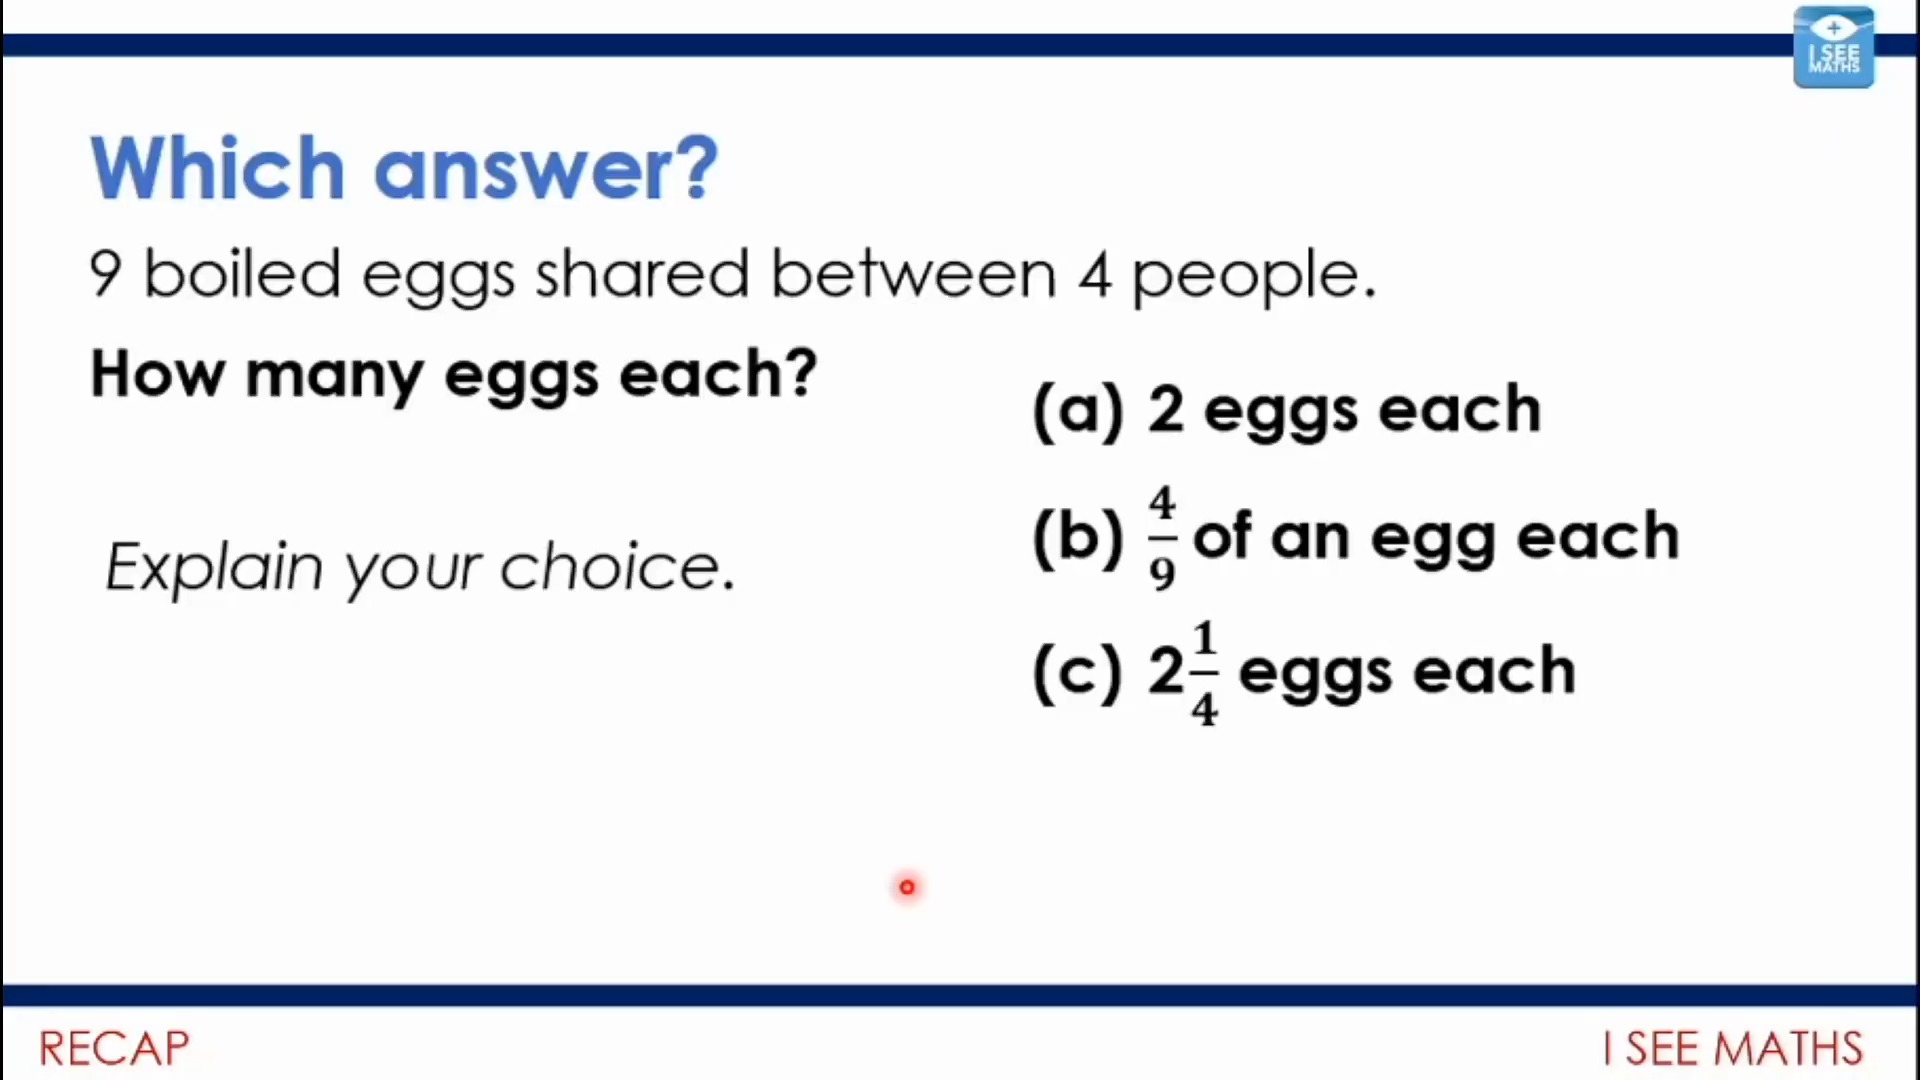 I SEE
MATHS
Which answer?
9 boiled eggs shared between 4 people.
How many eggs each?
(a) 2 eggs each
(b) 4/9 of an egg each
Explain your choice.
(c) 2 1/4 eggs each
RECAP
I SEE MATHS